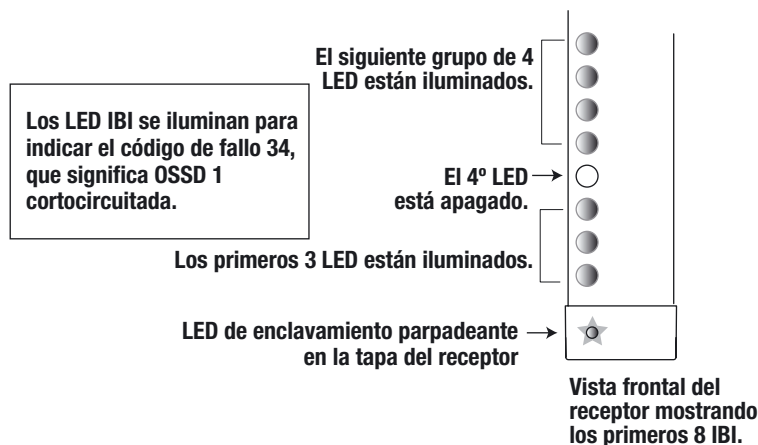 El siguiente grupo de 4
LED están iluminados.
Los LED IBI se iluminan para
indicar el código de fallo 34,
que significa OSSD 1
cortocircuitada.
El 4º LED
está apagado.
Los primeros 3 LED están iluminados.
LED de enclavamiento parpadeante
en la tapa del receptor
Vista frontal del
receptor mostrando
los primeros 8 IBI.